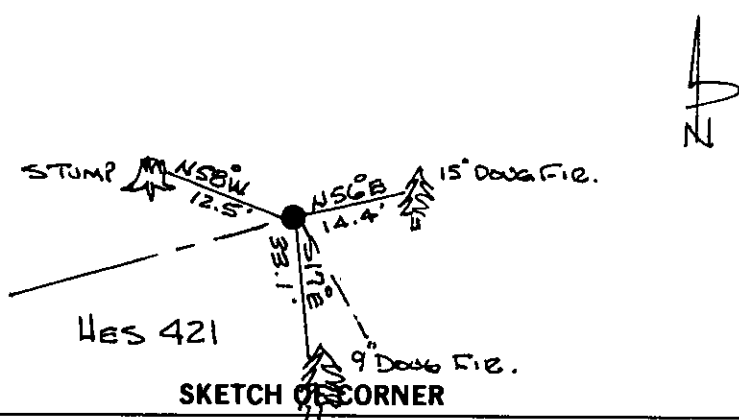 N
STUMP
N58°W
12.5'
N56°E
14.4'
15" DOUG FIR.
S17°E
33.1'
HES 421
9" DOUG FIR.
SKETCH OF CORNER